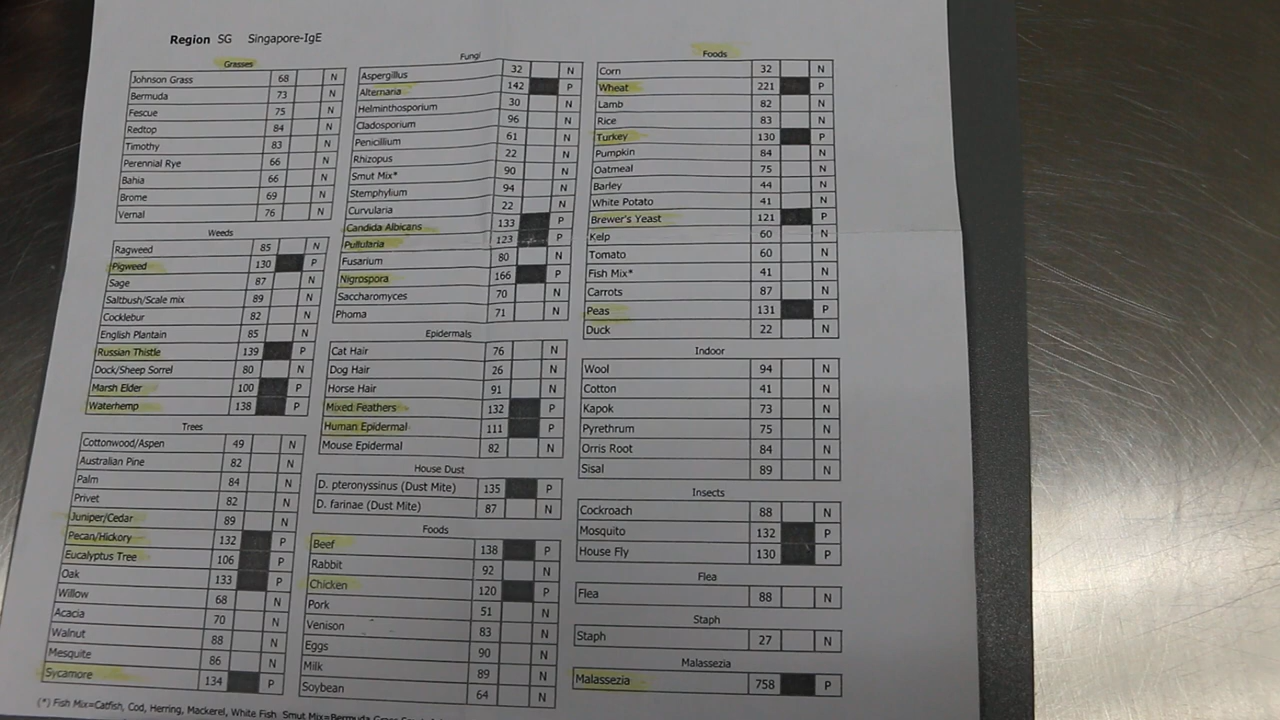 Region SG Singapore-IgE
Grasses
Johnson Grass 68 N
Bermuda 73 N
Fescue 75 N
Redtop 84 N
Timothy 83 N
Perennial Rye 66 N
Bahia 66 N
Brome 69 N
Vernal 76 N
Weeds
Ragweed 85 N
Pigweed 130 P
Sage 87 N
Saltbush/Scale mix 89 N
Cocklebur 82 N
English Plantain 85 N
Russian Thistle 139 P
Dock/Sheep Sorrel 80 N
Marsh Elder 100 P
Waterhemp 138 P
Trees
Cottonwood/Aspen 49 N
Australian Pine 82 N
Palm 84 N
Privet 82 N
Juniper/Cedar 89 N
Pecan/Hickory 132 P
Eucalyptus Tree 106 P
Oak 133 P
Willow 68 N
Acacia 70 N
Walnut 88 N
Mesquite 86 N
Sycamore 134 P
Fungi
Aspergillus 32 N
Alternaria 142 P
Helminthosporium 30 N
Cladosporium 96 N
Penicillium 61 N
Rhizopus 22 N
Smut Mix* 90 N
Stemphylium 94 N
Curvularia 22 N
Candida Albicans 133 P
Pullularia 123 P
Fusarium 80 N
Nigrospora 166 P
Saccharomyces 70 N
Phoma 71 N
Epidermals
Cat Hair 76 N
Dog Hair 26 N
Horse Hair 91 N
Mixed Feathers 132 P
Human Epidermal 111 P
Mouse Epidermal 82 N
House Dust
D. pteronyssinus (Dust Mite) 135 P
D. farinae (Dust Mite) 87 N
Foods
Beef 138 P
Rabbit 92 N
Chicken 120 P
Pork 51 N
Venison 83 N
Eggs 90 N
Milk 89 N
Soybean 64 N
Foods
Corn 32 N
Wheat 221 P
Lamb 82 N
Rice 83 N
Turkey 130 P
Pumpkin 84 N
Oatmeal 75 N
Barley 44 N
White Potato 41 N
Brewer's Yeast 121 P
Kelp 60 N
Tomato 60 N
Fish Mix* 41 N
Carrots 87 N
Peas 131 P
Duck 22 N
Indoor
Wool 94 N
Cotton 41 N
Kapok 73 N
Pyrethrum 75 N
Orris Root 84 N
Sisal 89 N
Insects
Cockroach 88 N
Mosquito 132 P
House Fly 130 P
Flea
Flea 88 N
Staph
Staph 27 N
Malassezia
Malassezia 758 P
(*) Fish Mix=Catfish, Cod, Herring, Mackerel, White Fish Smut Mix=Bermuda